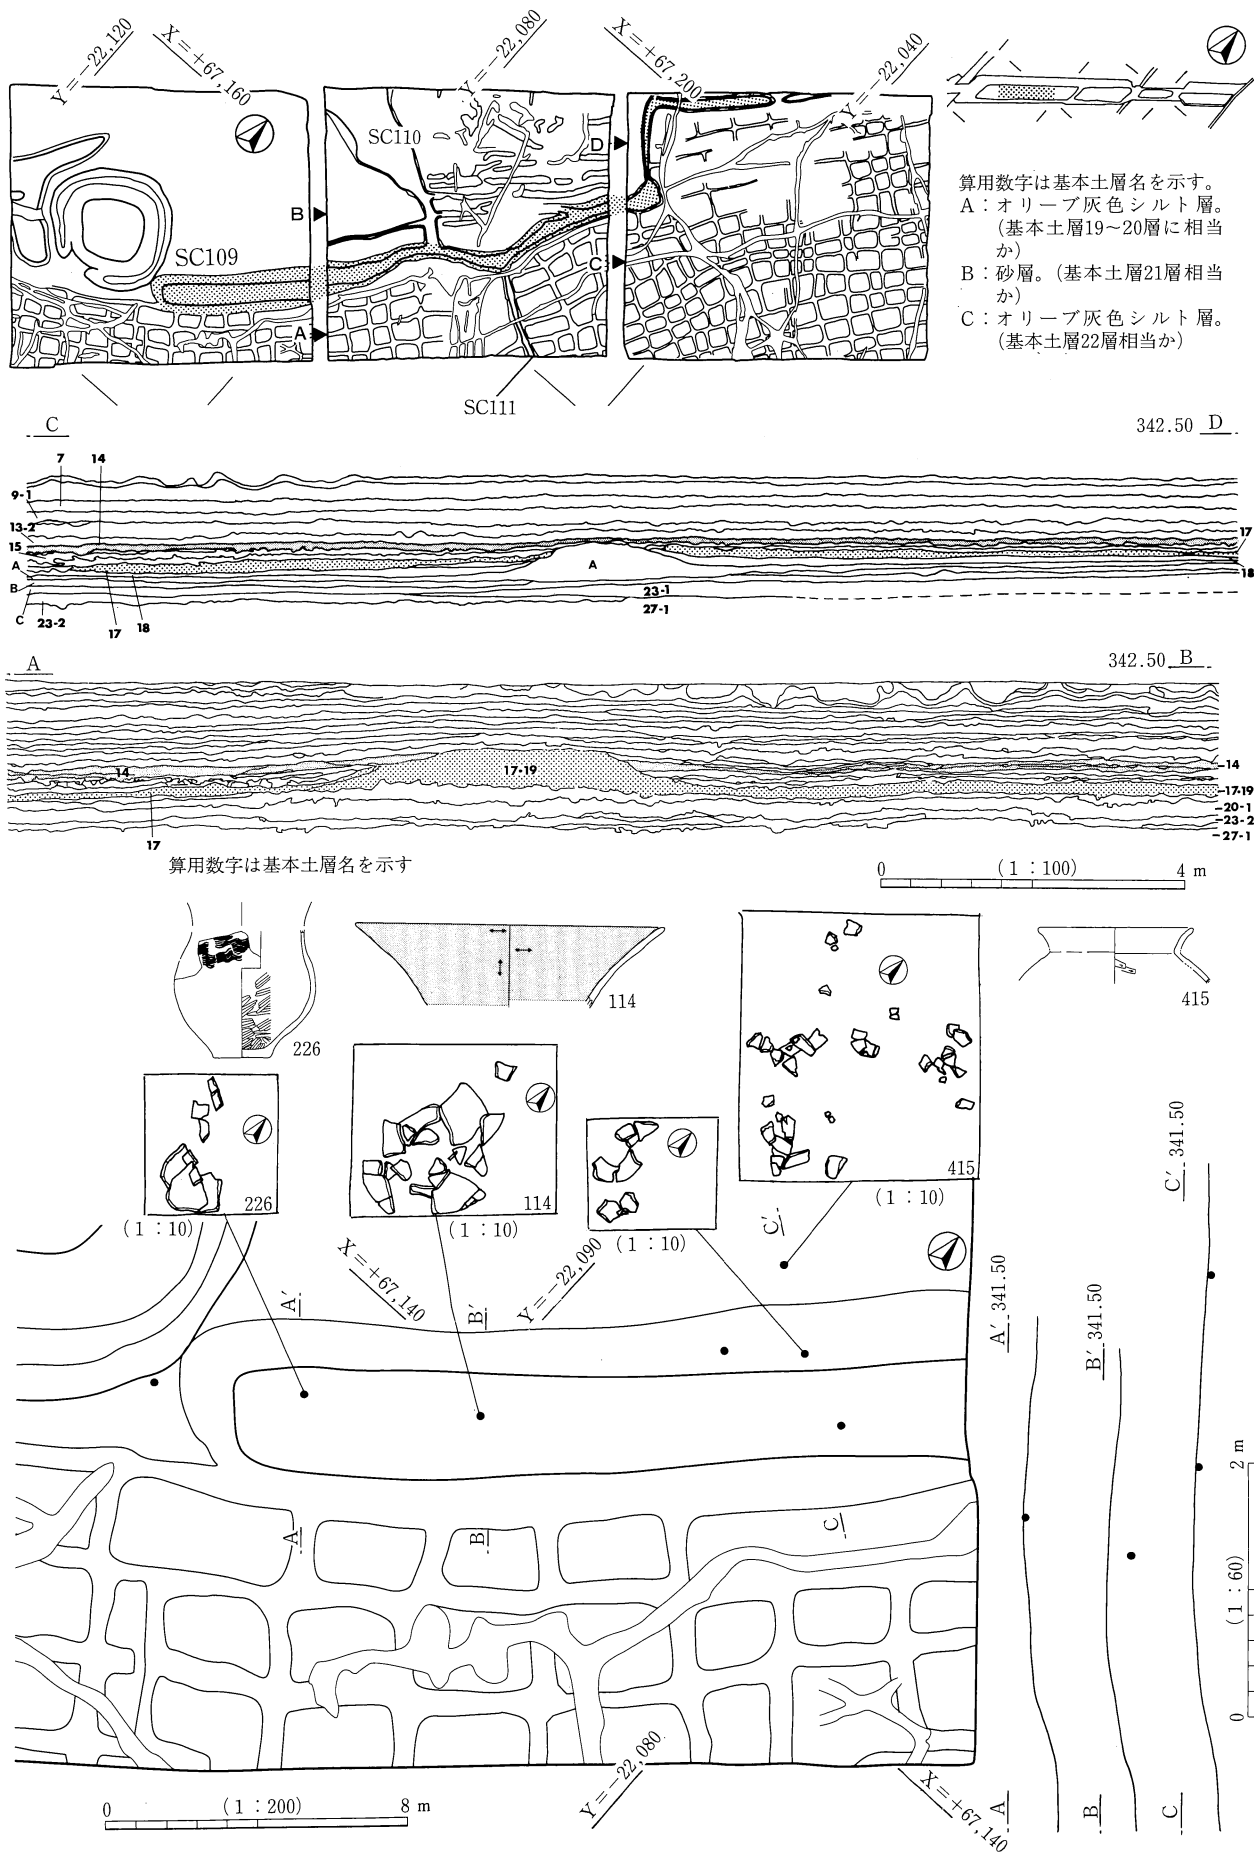 Y=-22,120
X=+67,160
Y=-22,080
X=+67,200
Y=-22,040
SC110
D
B
SC109
C
A
SC111
算用数字は基本土層名を示す。
A：オリーブ灰色シルト層。
(基本土層19～20層に相当
か)
B：砂層。(基本土層21層相当
か)
C：オリーブ灰色シルト層。
(基本土層22層相当か)
C
342.50 D
7
14
9-1
13-2
15
A
B
C
23-2
17
18
A
23-1
27-1
17
18
A
342.50 B
14
17-19
14
17-19
20-1
23-2
27-1
17
算用数字は基本土層名を示す
0
(1：100)
4 m
226
114
415
226
(1：10)
114
(1：10)
(1：10)
415
(1：10)
X=+67,140
Y=-22,090
A'
B'
C'
A' 341.50
B' 341.50
C' 341.50
A
B
C
Y=-22,080
X=+67,140
A
B
C
0
(1：60)
2 m
0
(1：200)
8 m